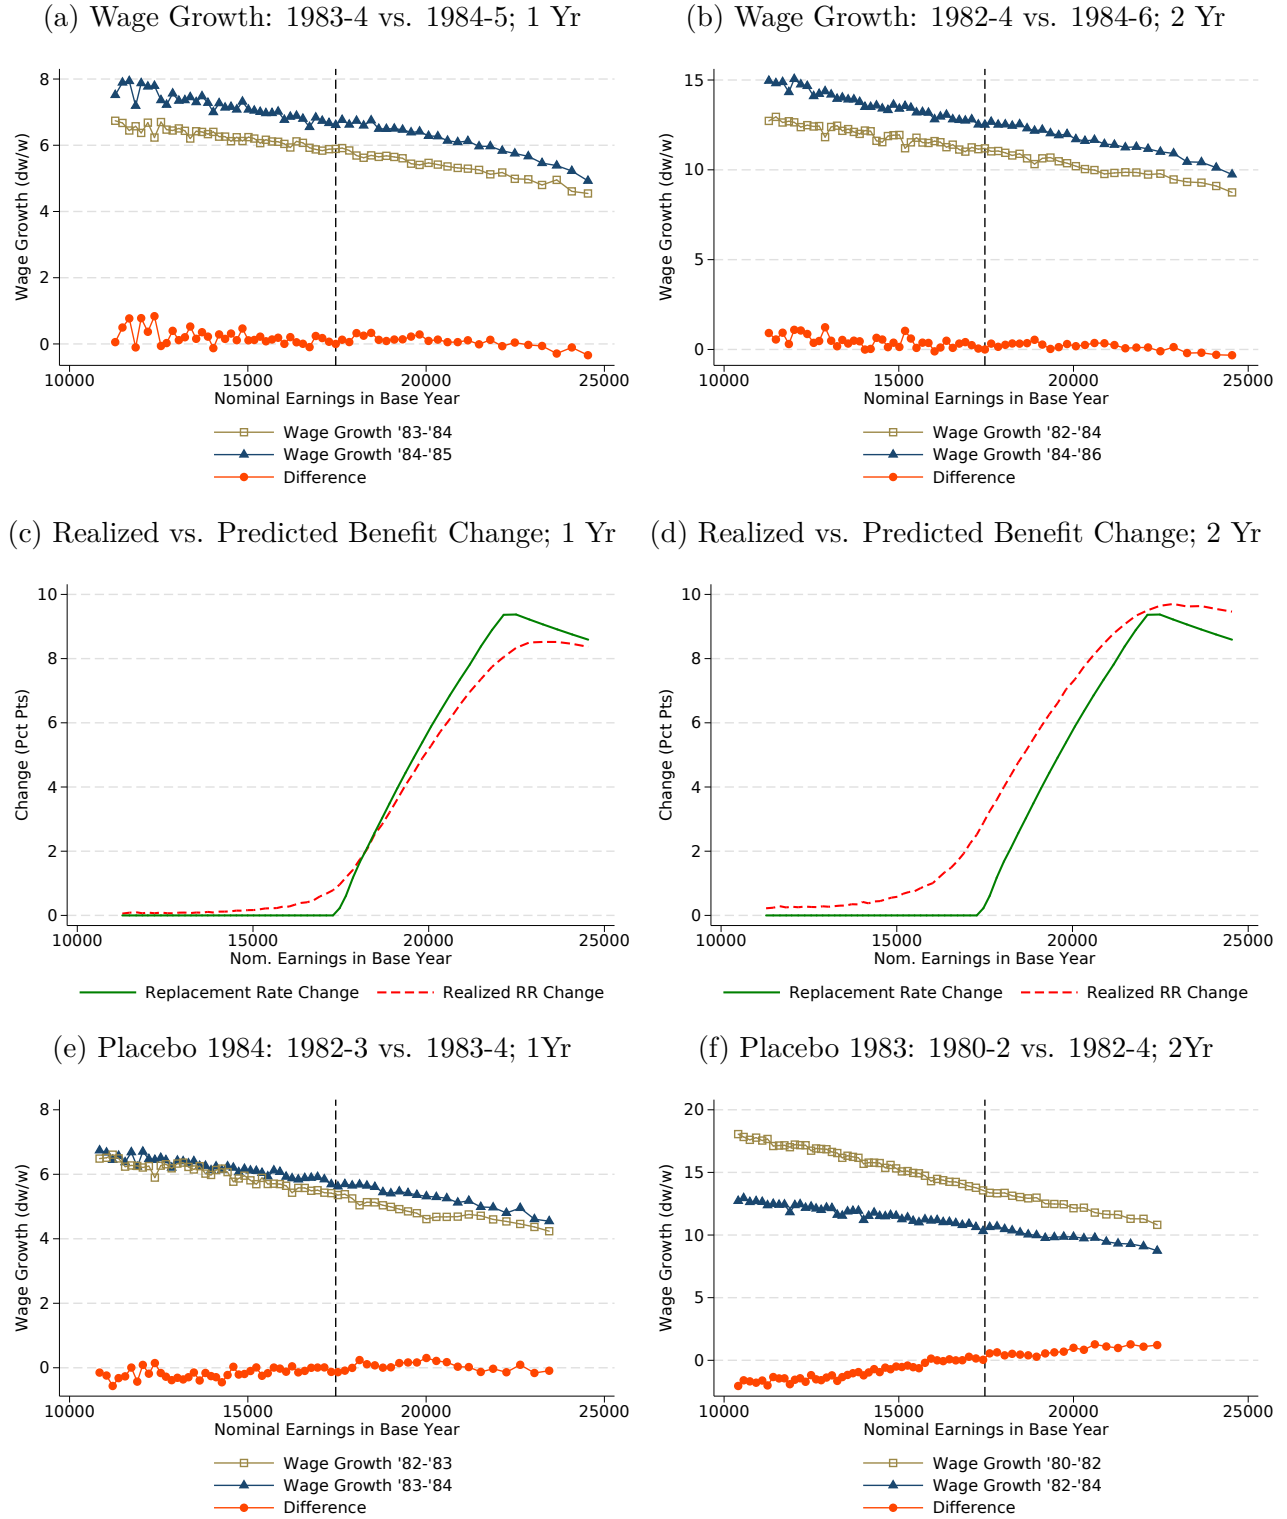 (a) Wage Growth: 1983-4 vs. 1984-5; 1 Yr
Wage Growth (dw/w)
8
6
4
2
0
10000 15000 20000 25000
Nominal Earnings in Base Year
Wage Growth '83-'84
Wage Growth '84-'85
Difference
(b) Wage Growth: 1982-4 vs. 1984-6; 2 Yr
Wage Growth (dw/w)
15
10
5
0
10000 15000 20000 25000
Nominal Earnings in Base Year
Wage Growth '82-'84
Wage Growth '84-'86
Difference
(c) Realized vs. Predicted Benefit Change; 1 Yr
Change (Pct Pts)
10
8
6
4
2
0
10000 15000 20000 25000
Nom. Earnings in Base Year
Replacement Rate Change Realized RR Change
(d) Realized vs. Predicted Benefit Change; 2 Yr
Change (Pct Pts)
10
8
6
4
2
0
10000 15000 20000 25000
Nom. Earnings in Base Year
Replacement Rate Change Realized RR Change
(e) Placebo 1984: 1982-3 vs. 1983-4; 1Yr
Wage Growth (dw/w)
8
6
4
2
0
10000 15000 20000 25000
Nominal Earnings in Base Year
Wage Growth '82-'83
Wage Growth '83-'84
Difference
(f) Placebo 1983: 1980-2 vs. 1982-4; 2Yr
Wage Growth (dw/w)
20
15
10
5
0
10000 15000 20000 25000
Nominal Earnings in Base Year
Wage Growth '80-'82
Wage Growth '82-'84
Difference